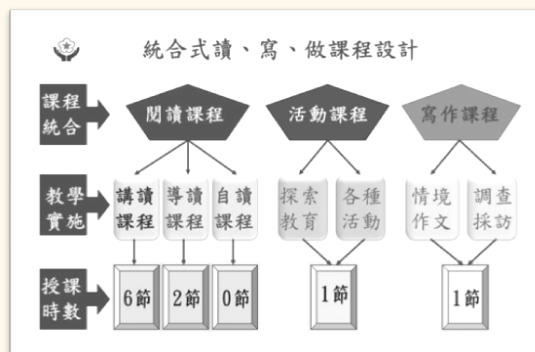 統合式讀、寫、做課程設計
課程
統合
閱讀課程
活動課程
寫作課程
教學
實施
講讀
課程
導讀
課程
自讀
課程
探索
教育
各種
活動
情境
作文
調查
採訪
授課
時數
6節
2節
0節
1節
1節